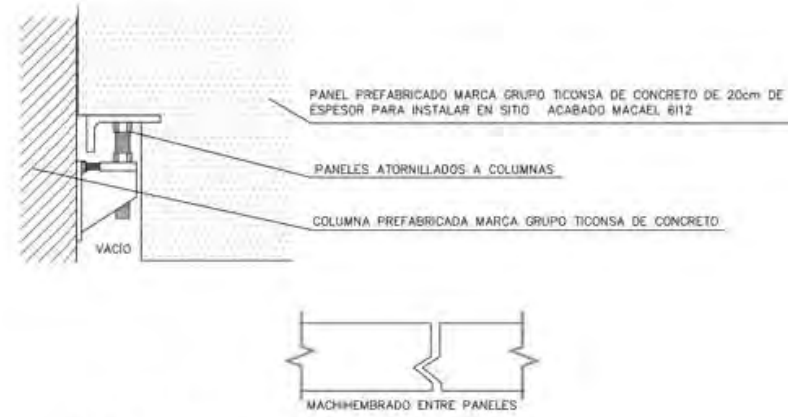 PANEL PREFABRICADO MARCA GRUPO TICONSA DE CONCRETO DE 20cm DE
ESPESOR PARA INSTALAR EN SITIO ACABADO MACAEL 6112
PANELES ATORNILLADOS A COLUMNAS
COLUMNA PREFABRICADA MARCA GRUPO TICONSA DE CONCRETO
VACÍO
MACHIHEMBRADO ENTRE PANELES